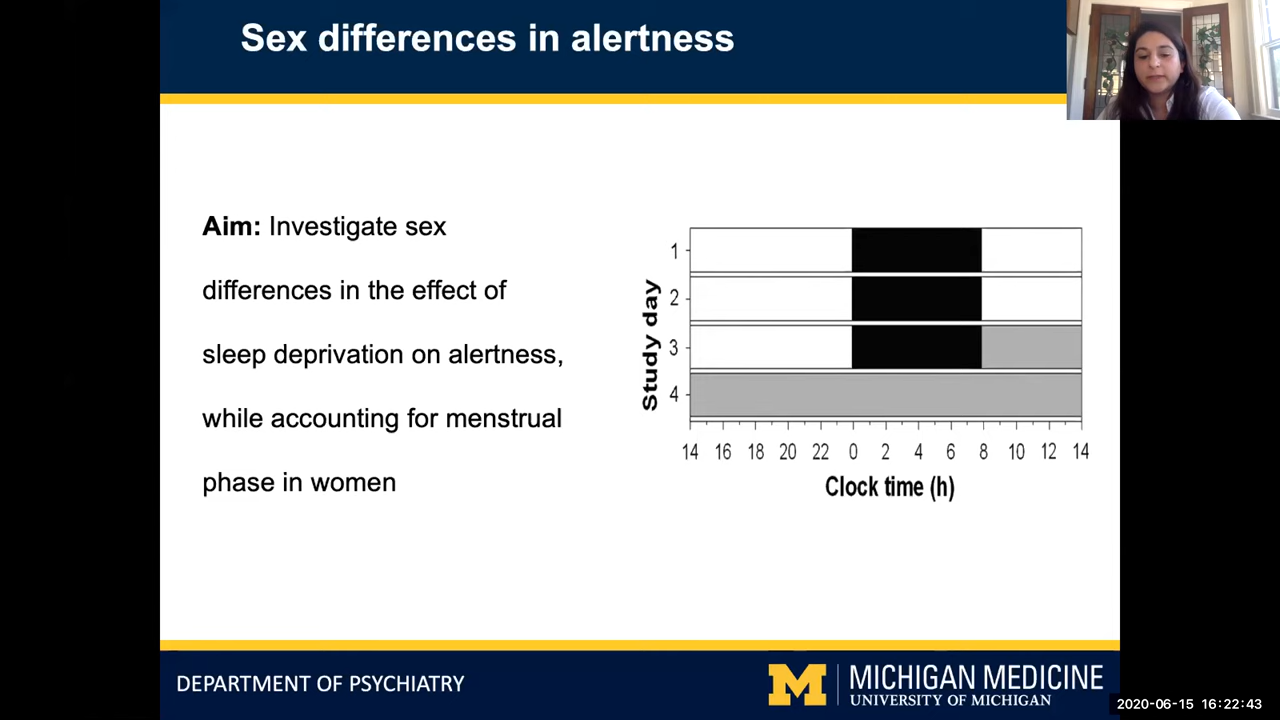 Sex differences in alertness
Aim: Investigate sex
differences in the effect of
sleep deprivation on alertness,
while accounting for menstrual
phase in women
Study day
1
2
3
4
14 16 18 20 22 0 2 4 6 8 10 12 14
Clock time (h)
DEPARTMENT OF PSYCHIATRY
M
MICHIGAN MEDICINE
UNIVERSITY OF MICHIGAN
2020-06-15 16:22:43